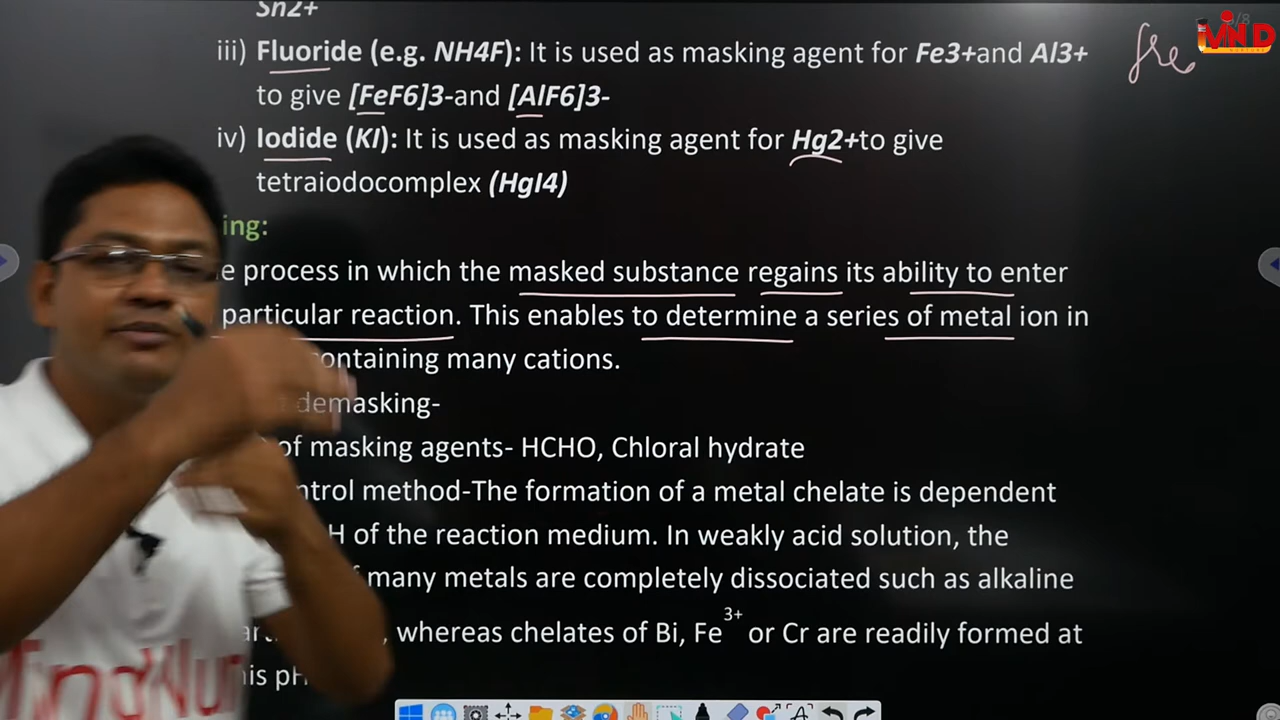 Sn2+
iii) Fluoride (e.g. NH4F): It is used as masking agent for Fe3+and Al3+
to give [FeF6]3-and [AlF6]3-
iv) Iodide (KI): It is used as masking agent for Hg2+to give
tetraiodocomplex (HgI4)
ing:
e process in which the masked substance regains its ability to enter
particular reaction. This enables to determine a series of metal ion in
ontaining many cations.
demasking-
of masking agents- HCHO, Chloral hydrate
ntrol method-The formation of a metal chelate is dependent
H of the reaction medium. In weakly acid solution, the
many metals are completely dissociated such as alkaline
, whereas chelates of Bi, Fe3+ or Cr are readily formed at
his pH
fre
MIND
/8